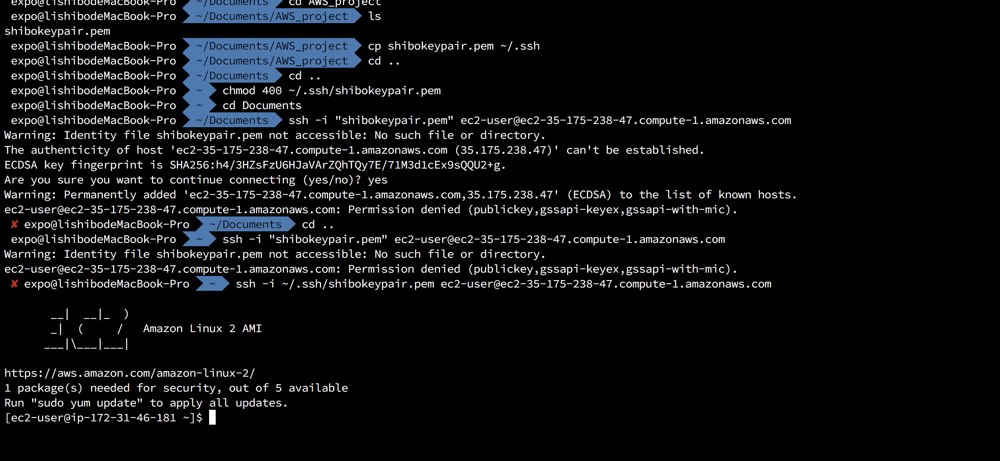 expo@lishibodeMacBook-Pro ~/Documents cd AWS_project
expo@lishibodeMacBook-Pro ~/Documents/AWS_project ls
shibokeypair.pem
expo@lishibodeMacBook-Pro ~/Documents/AWS_project cp shibokeypair.pem ~/.ssh
expo@lishibodeMacBook-Pro ~/Documents/AWS_project cd ..
expo@lishibodeMacBook-Pro ~/Documents cd ..
expo@lishibodeMacBook-Pro ~ chmod 400 ~/.ssh/shibokeypair.pem
expo@lishibodeMacBook-Pro ~ cd Documents
expo@lishibodeMacBook-Pro ~/Documents ssh -i "shibokeypair.pem" ec2-user@ec2-35-175-238-47.compute-1.amazonaws.com
Warning: Identity file shibokeypair.pem not accessible: No such file or directory.
The authenticity of host 'ec2-35-175-238-47.compute-1.amazonaws.com (35.175.238.47)' can't be established.
ECDSA key fingerprint is SHA256:h4/3HZsFzU6HJaVArZQhTQy7E/71M3d1cEx9sQQU2+g.
Are you sure you want to continue connecting (yes/no)? yes
Warning: Permanently added 'ec2-35-175-238-47.compute-1.amazonaws.com,35.175.238.47' (ECDSA) to the list of known hosts.
ec2-user@ec2-35-175-238-47.compute-1.amazonaws.com: Permission denied (publickey,gssapi-keyex,gssapi-with-mic).
✘ expo@lishibodeMacBook-Pro ~/Documents cd ..
expo@lishibodeMacBook-Pro ~ ssh -i "shibokeypair.pem" ec2-user@ec2-35-175-238-47.compute-1.amazonaws.com
Warning: Identity file shibokeypair.pem not accessible: No such file or directory.
ec2-user@ec2-35-175-238-47.compute-1.amazonaws.com: Permission denied (publickey,gssapi-keyex,gssapi-with-mic).
✘ expo@lishibodeMacBook-Pro ~ ssh -i ~/.ssh/shibokeypair.pem ec2-user@ec2-35-175-238-47.compute-1.amazonaws.com
       __|  __|_  )
       _|  (     /   Amazon Linux 2 AMI
      ___|\___|___|
https://aws.amazon.com/amazon-linux-2/
1 package(s) needed for security, out of 5 available
Run "sudo yum update" to apply all updates.
[ec2-user@ip-172-31-46-181 ~]$